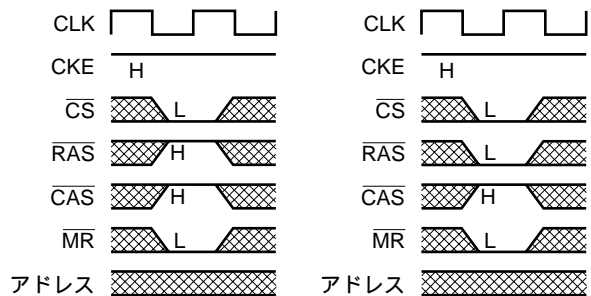 CLK
CKE H
CS L
RAS H
CAS H
MR L
アドレス
CLK
CKE H
CS L
RAS L
CAS H
MR L
アドレス